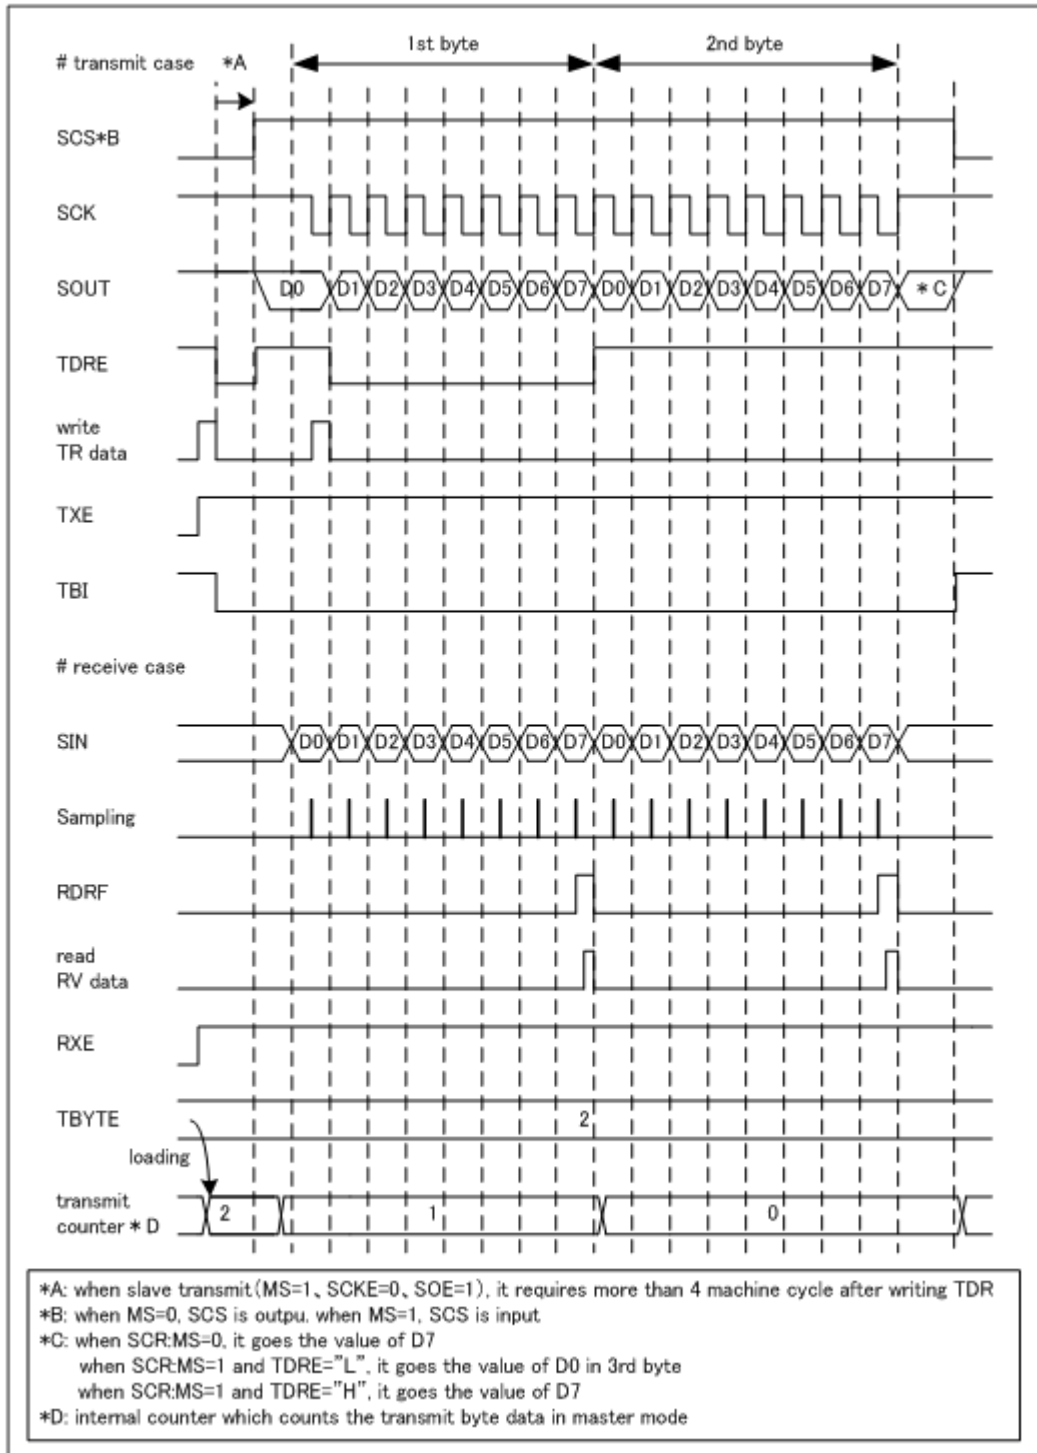 1st byte 2nd byte
# transmit case *A
SCS*B
SCK
SOUT D0 D1 D2 D3 D4 D5 D6 D7 D0 D1 D2 D3 D4 D5 D6 D7 *C
TDRE
write
TR data
TXE
TBI
# receive case
SIN D0 D1 D2 D3 D4 D5 D6 D7 D0 D1 D2 D3 D4 D5 D6 D7
Sampling
RDRF
read
RV data
RXE
TBYTE 2
loading
transmit
counter *D 2 1 0
*A: when slave transmit(MS=1、SCKE=0、SOE=1), it requires more than 4 machine cycle after writing TDR
*B: when MS=0, SCS is outpu. when MS=1, SCS is input
*C: when SCR:MS=0, it goes the value of D7
when SCR:MS=1 and TDRE="L", it goes the value of D0 in 3rd byte
when SCR:MS=1 and TDRE="H", it goes the value of D7
*D: internal counter which counts the transmit byte data in master mode